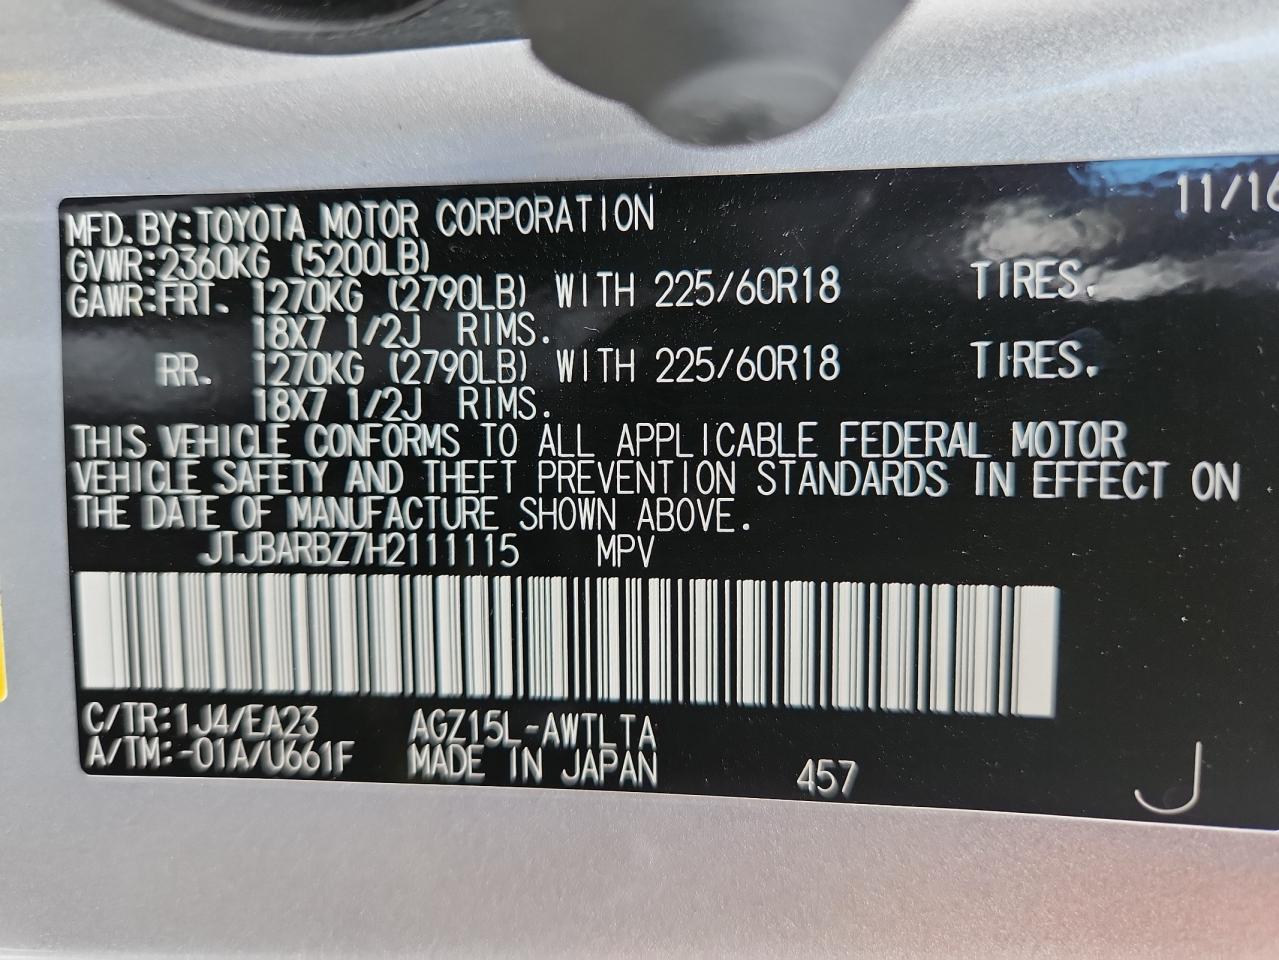 11/16
MFD. BY: TOYOTA MOTOR CORPORATION
GVWR: 2360KG (5200LB)
GAWR: FRT. 1270KG (2790LB) WITH 225/60R18 TIRES.
18X7 1/2J RIMS.
RR. 1270KG (2790LB) WITH 225/60R18 TIRES.
18X7 1/2J RIMS.
THIS VEHICLE CONFORMS TO ALL APPLICABLE FEDERAL MOTOR
VEHICLE SAFETY AND THEFT PREVENTION STANDARDS IN EFFECT ON
THE DATE OF MANUFACTURE SHOWN ABOVE.
JTJBARBZ7H2111115 MPV
C/TR: 1J4/EA23 AGZ15L-AWTLTA
A/TM: -01A/U661F MADE IN JAPAN 457 J